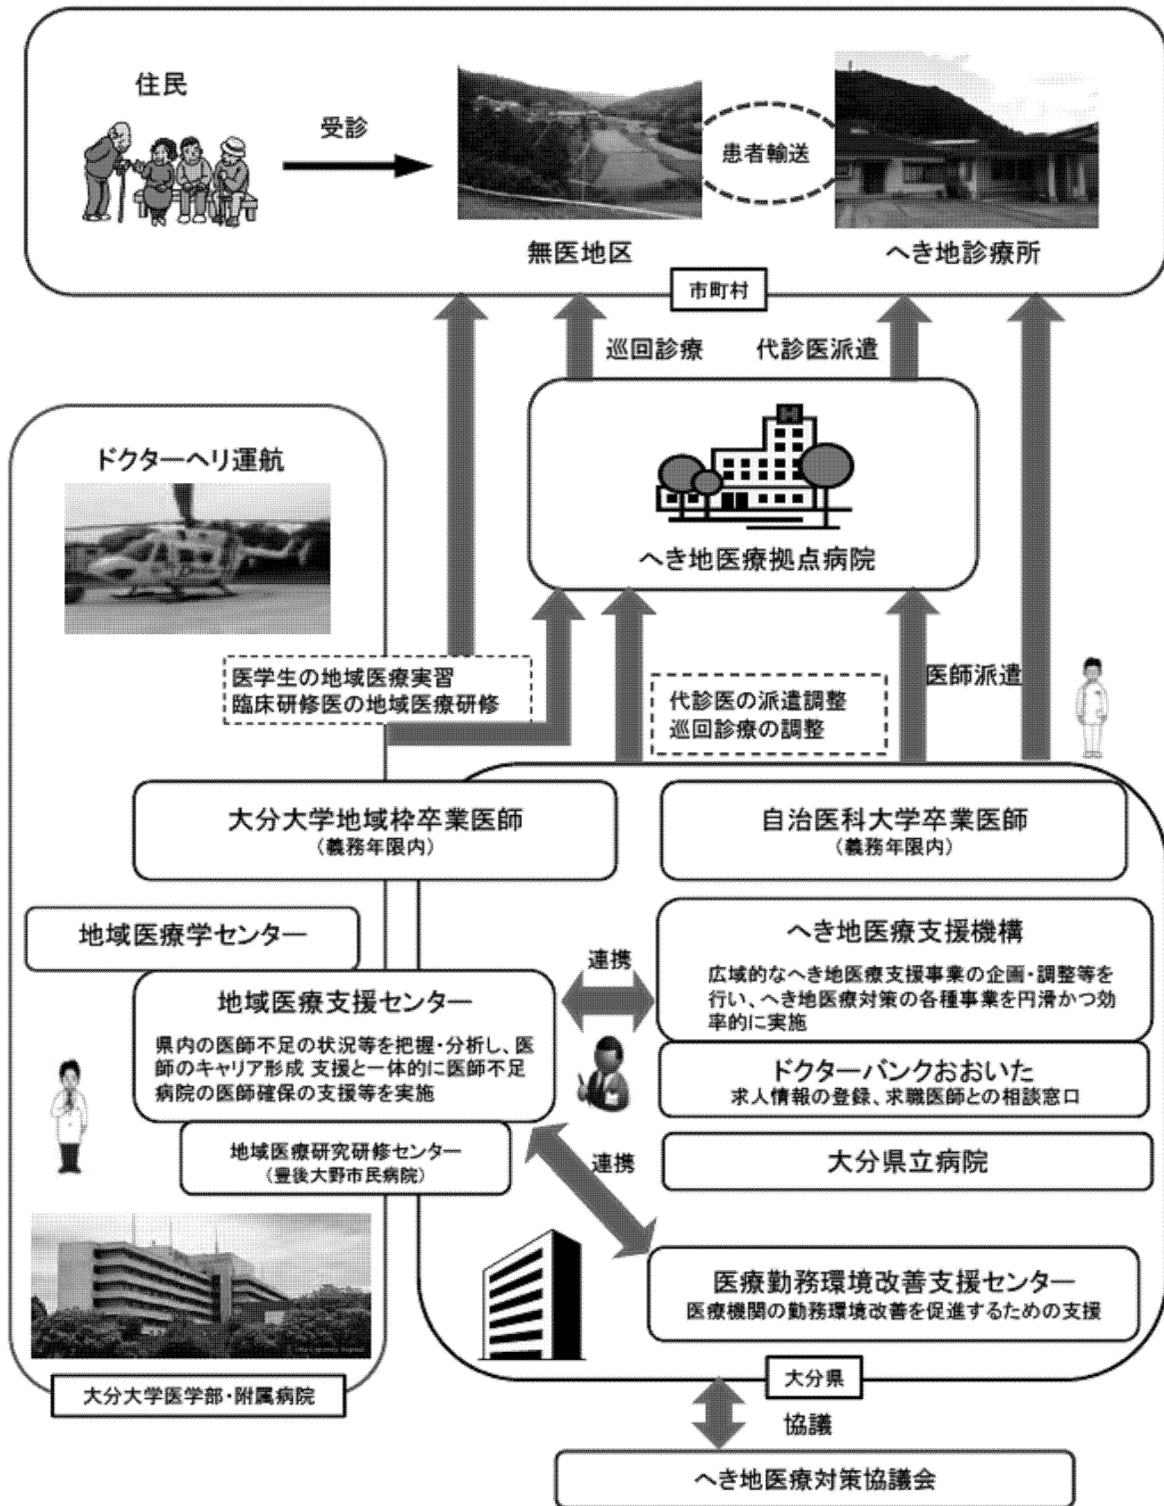 住民
受診
患者輸送
無医地区
へき地診療所
市町村
巡回診療
代診医派遣
ドクターヘリ運航
へき地医療拠点病院
医学生の地域医療実習
臨床研修医の地域医療研修
代診医の派遣調整
巡回診療の調整
医師派遣
大分大学地域枠卒業医師
（義務年限内）
自治医科大学卒業医師
（義務年限内）
地域医療学センター
へき地医療支援機構
広域的なへき地医療支援事業の企画・調整等を
行い、へき地医療対策の各種事業を円滑かつ効
率的に実施
連携
地域医療支援センター
県内の医師不足の状況等を把握・分析し、医
師のキャリア形成 支援と一体的に医師不足
病院の医師確保の支援等を実施
ドクターバンクおおいた
求人情報の登録、求職医師との相談窓口
地域医療研究研修センター
（豊後大野市民病院）
連携
大分県立病院
医療勤務環境改善支援センター
医療機関の勤務環境改善を促進するための支援
大分大学医学部・附属病院
大分県
協議
へき地医療対策協議会